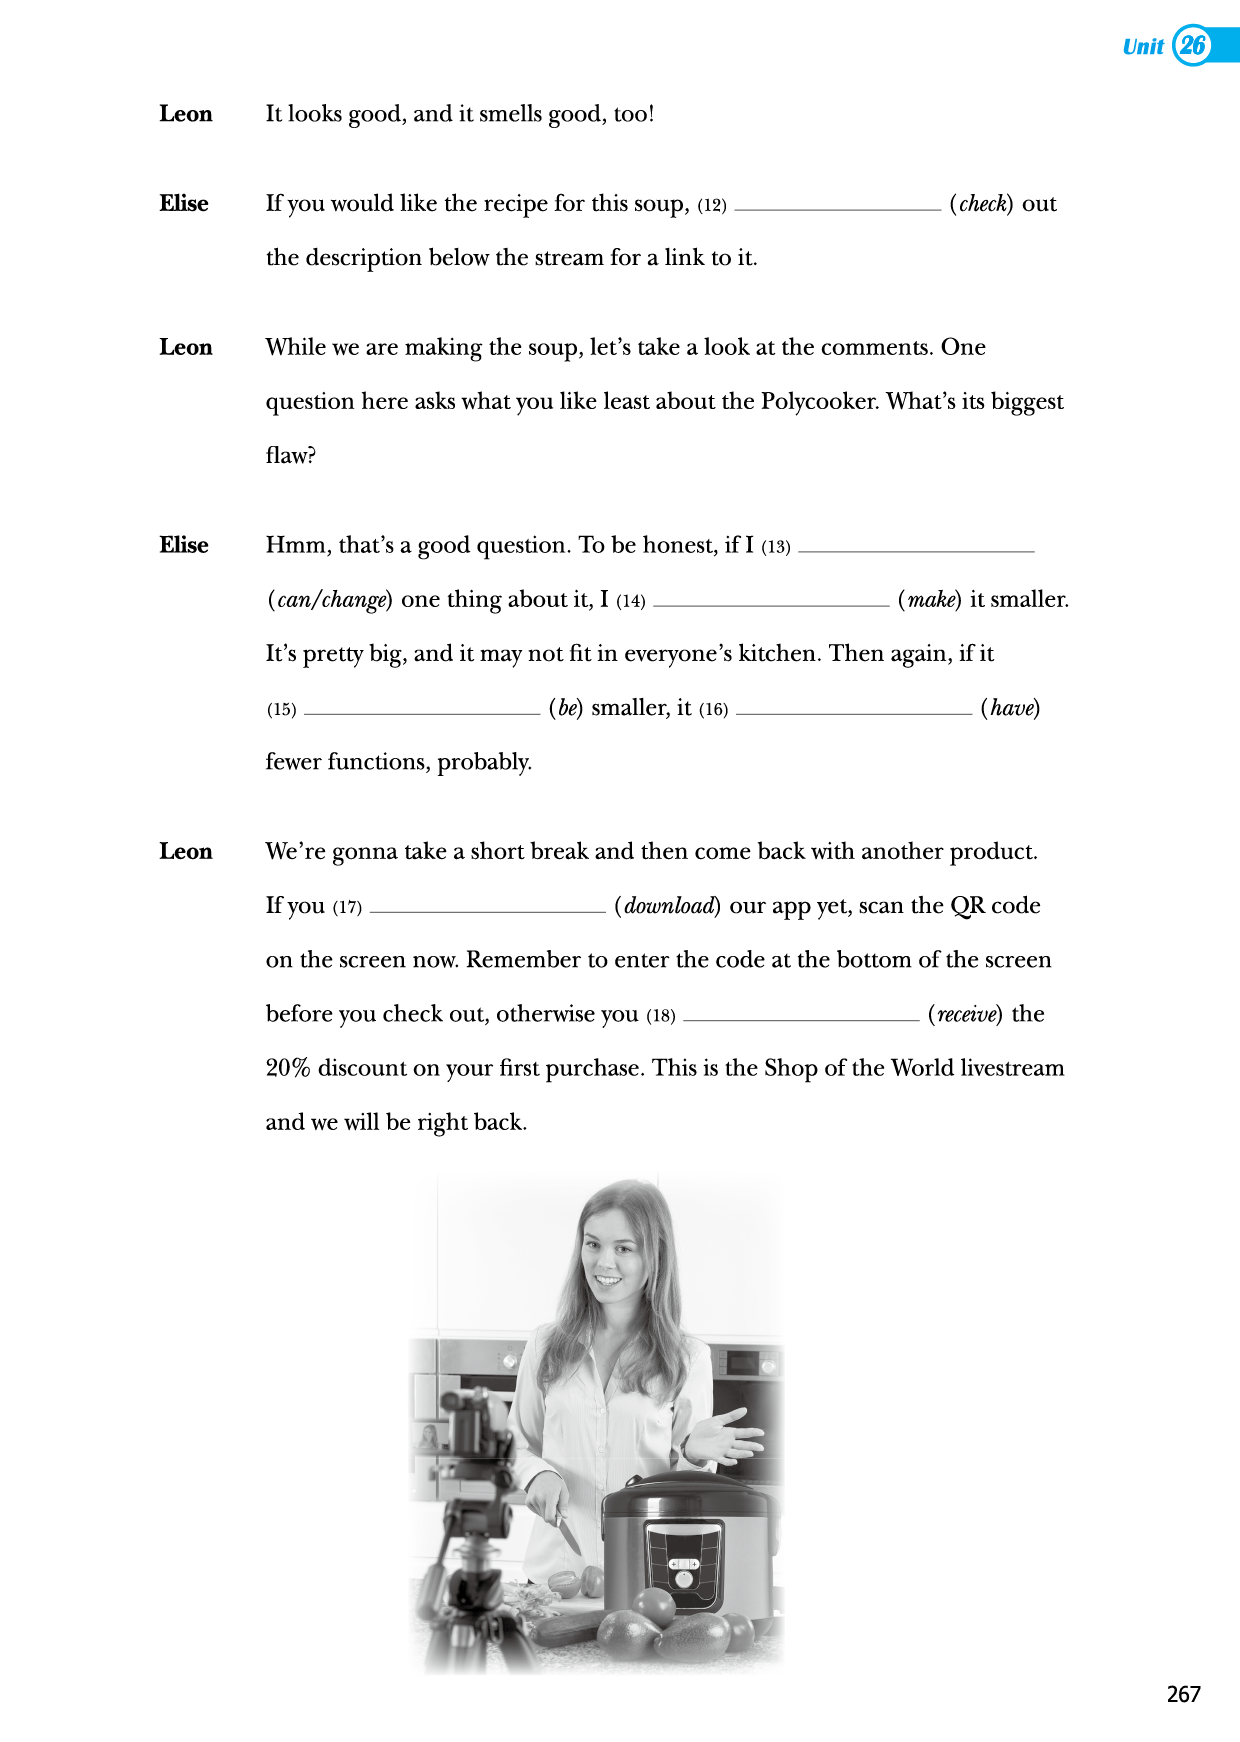 Unit 26
Leon It looks good, and it smells good, too!
Elise If you would like the recipe for this soup, (12) ____________________ (check) out
the description below the stream for a link to it.
Leon While we are making the soup, let’s take a look at the comments. One
question here asks what you like least about the Polycooker. What’s its biggest
flaw?
Elise Hmm, that’s a good question. To be honest, if I (13) ____________________
(can/change) one thing about it, I (14) ____________________ (make) it smaller.
It’s pretty big, and it may not fit in everyone’s kitchen. Then again, if it
(15) ____________________ (be) smaller, it (16) ____________________ (have)
fewer functions, probably.
Leon We’re gonna take a short break and then come back with another product.
If you (17) ____________________ (download) our app yet, scan the QR code
on the screen now. Remember to enter the code at the bottom of the screen
before you check out, otherwise you (18) ____________________ (receive) the
20% discount on your first purchase. This is the Shop of the World livestream
and we will be right back.
267